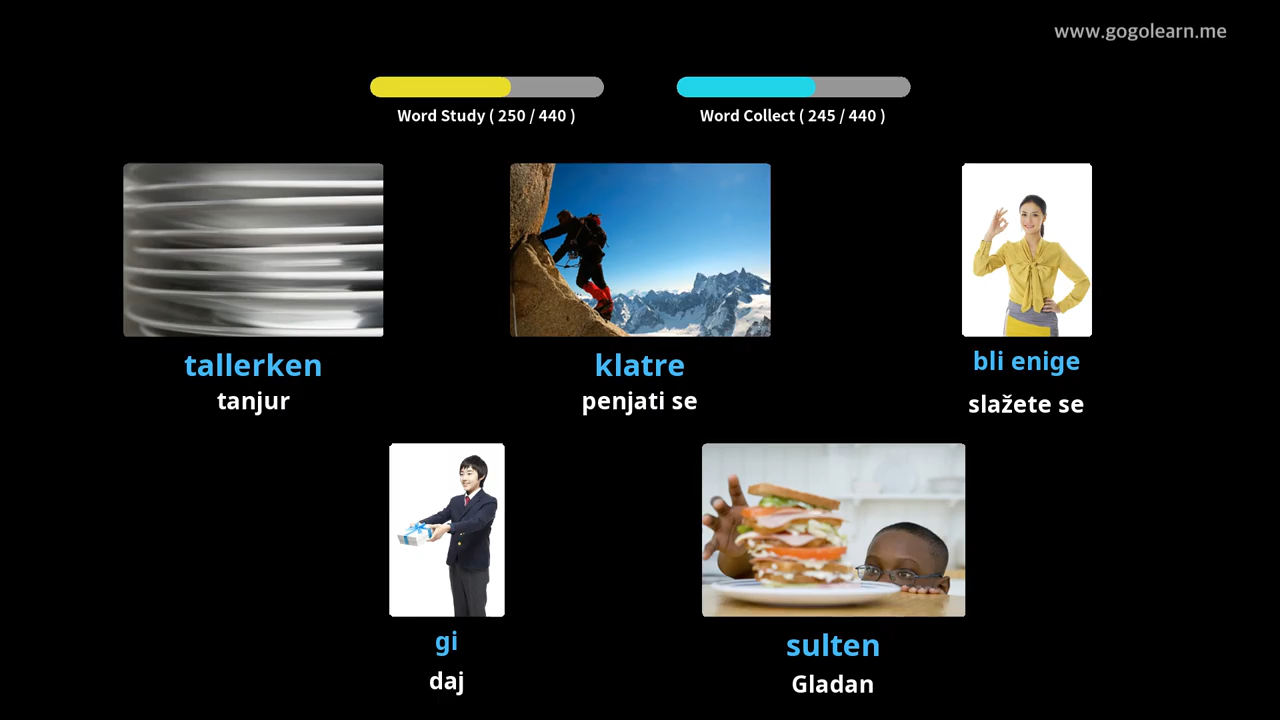 www.gogolearn.me
Word Study ( 250 / 440 )
Word Collect ( 245 / 440 )
tallerken
tanjur
klatre
penjati se
bli enige
slažete se
gi
daj
sulten
Gladan